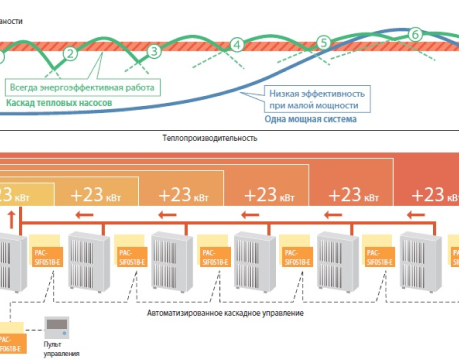 вности
2
3
4
5
6
Всегда энергоэффективная работа
Каскад тепловых насосов
Низкая эффективность
при малой мощности
Одна мощная система
Теплопроизводительность
23 кВт
+23 кВт
+23 кВт
+23 кВт
+23 кВт
+23 кВт
PAC-
SIF051B-E
PAC-
SIF051B-E
PAC-
SIF051B-E
PAC-
SIF051B-E
PAC-
SIF051B-E
Автоматизированное каскадное управление
PAC-
IF061B-E
Пульт
управления